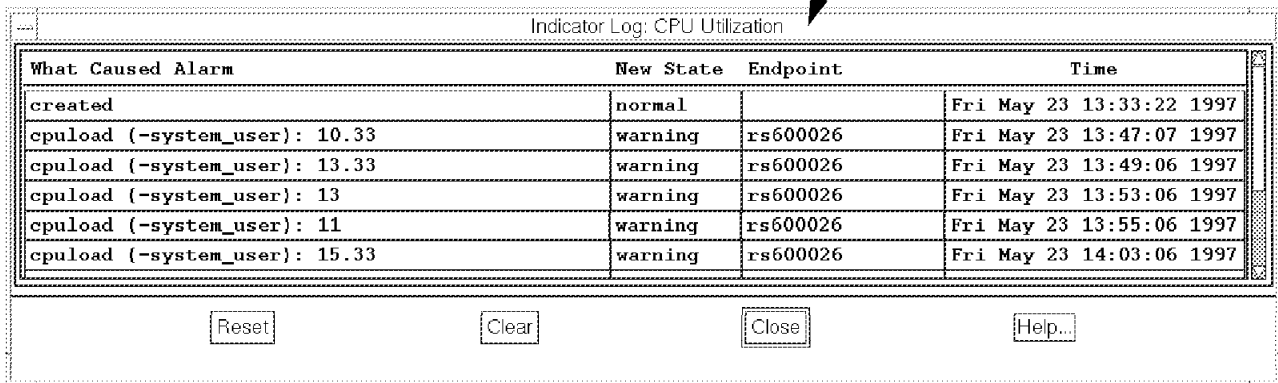 Indicator Log: CPU Utilization
What Caused Alarm New State Endpoint Time
created normal Fri May 23 13:33:22 1997
cpuload (-system_user): 10.33 warning rs600026 Fri May 23 13:47:07 1997
cpuload (-system_user): 13.33 warning rs600026 Fri May 23 13:49:06 1997
cpuload (-system_user): 13 warning rs600026 Fri May 23 13:53:06 1997
cpuload (-system_user): 11 warning rs600026 Fri May 23 13:55:06 1997
cpuload (-system_user): 15.33 warning rs600026 Fri May 23 14:03:06 1997
Reset Clear Close Help...